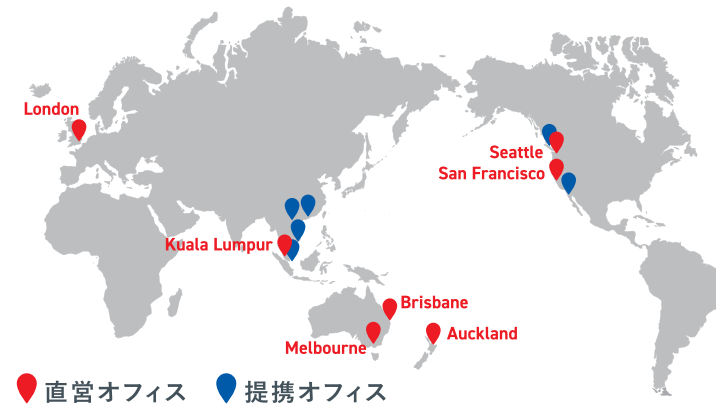 London
Seattle
San Francisco
Kuala Lumpur
Brisbane
Auckland
Melbourne
直営オフィス
提携オフィス